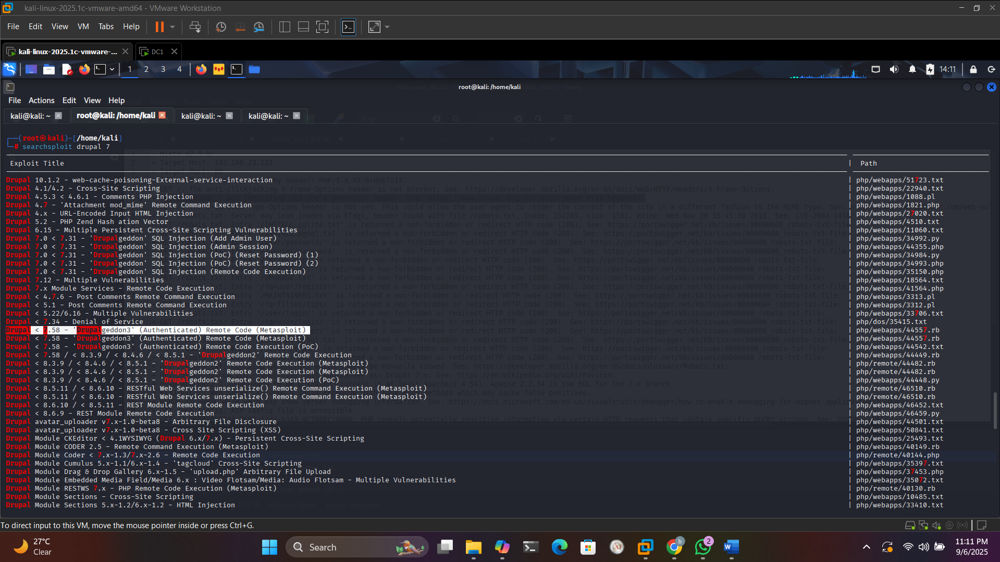 kali-linux-2025.1c-vmware-amd64 - VMware Workstation
File Edit View VM Tabs Help
kali-linux-2025.1c-vmware-... DC1
1 2 3 4 14:11
root@kali: /home/kali
File Actions Edit View Help
kali@kali: ~ root@kali: /home/kali kali@kali: ~ kali@kali: ~
(root㉿kali)-[/home/kali]
# searchsploit drupal 7
Exploit Title | Path
Drupal 10.1.2 - web-cache-poisoning-External-service-interaction | php/webapps/51723.txt
Drupal 4.1/4.2 - Cross-Site Scripting | php/webapps/22940.txt
Drupal 4.5.3 < 4.6.1 - Comments PHP Injection | php/webapps/1088.pl
Drupal 4.7 - 'Attachment mod_mime' Remote Command Execution | php/webapps/1821.php
Drupal 4.x - URL-Encoded Input HTML Injection | php/webapps/27020.txt
Drupal 5.2 - PHP Zend Hash ation Vector | php/webapps/4510.txt
Drupal 6.15 - Multiple Persistent Cross-Site Scripting Vulnerabilities | php/webapps/11060.txt
Drupal 7.0 < 7.31 - 'Drupalgeddon' SQL Injection (Add Admin User) | php/webapps/34992.py
Drupal 7.0 < 7.31 - 'Drupalgeddon' SQL Injection (Admin Session) | php/webapps/44355.php
Drupal 7.0 < 7.31 - 'Drupalgeddon' SQL Injection (PoC) (Reset Password) (1) | php/webapps/34984.py
Drupal 7.0 < 7.31 - 'Drupalgeddon' SQL Injection (PoC) (Reset Password) (2) | php/webapps/34993.php
Drupal 7.0 < 7.31 - 'Drupalgeddon' SQL Injection (Remote Code Execution) | php/webapps/35150.php
Drupal 7.12 - Multiple Vulnerabilities | php/webapps/18564.txt
Drupal 7.x Module Services - Remote Code Execution | php/webapps/41564.php
Drupal < 4.7.6 - Post Comments Remote Command Execution | php/webapps/3313.pl
Drupal < 5.1 - Post Comments Remote Command Execution | php/webapps/3312.pl
Drupal < 5.22/6.16 - Multiple Vulnerabilities | php/webapps/33706.txt
Drupal < 7.34 - Denial of Service | php/dos/35415.txt
Drupal < 7.58 - 'Drupalgeddon3' (Authenticated) Remote Code (Metasploit) | php/webapps/44557.rb
Drupal < 7.58 - 'Drupalgeddon3' (Authenticated) Remote Code (Metasploit) | php/webapps/44557.rb
Drupal < 7.58 - 'Drupalgeddon3' (Authenticated) Remote Code Execution (PoC) | php/webapps/44542.txt
Drupal < 7.58 / < 8.3.9 / < 8.4.6 / < 8.5.1 - 'Drupalgeddon2' Remote Code Execution | php/webapps/44449.rb
Drupal < 8.3.9 / < 8.4.6 / < 8.5.1 - 'Drupalgeddon2' Remote Code Execution (Metasploit) | php/remote/44482.rb
Drupal < 8.3.9 / < 8.4.6 / < 8.5.1 - 'Drupalgeddon2' Remote Code Execution (Metasploit) | php/remote/44482.rb
Drupal < 8.3.9 / < 8.4.6 / < 8.5.1 - 'Drupalgeddon2' Remote Code Execution (PoC) | php/webapps/44448.py
Drupal < 8.5.11 / < 8.6.10 - RESTful Web Services unserialize() Remote Command Execution (Metasploit) | php/remote/46510.rb
Drupal < 8.5.11 / < 8.6.10 - RESTful Web Services unserialize() Remote Command Execution (Metasploit) | php/remote/46510.rb
Drupal < 8.6.10 / < 8.5.11 - REST Module Remote Code Execution | php/webapps/46452.txt
Drupal < 8.6.9 - REST Module Remote Code Execution | php/webapps/46459.py
Drupal avatar_uploader v7.x-1.0-beta8 - Arbitrary File Disclosure | php/webapps/44501.txt
Drupal avatar_uploader v7.x-1.0-beta8 - Cross Site Scripting (XSS) | php/webapps/50841.txt
Drupal Module CKEditor < 4.1WYSIWYG (Drupal 6.x/7.x) - Persistent Cross-Site Scripting | php/webapps/25493.txt
Drupal Module CODER 2.5 - Remote Command Execution (Metasploit) | php/webapps/40149.rb
Drupal Module Coder < 7.x-1.3/7.x-2.6 - Remote Code Execution | php/remote/40144.php
Drupal Module Cumulus 5.x-1.1/6.x-1.4 - 'tagcloud' Cross-Site Scripting | php/webapps/35397.txt
Drupal Module Drag & Drop Gallery 6.x-1.5 - 'upload.php' Arbitrary File Upload | php/webapps/37453.php
Drupal Module Embedded Media Field/Media 6.x : Video Flotsam/Media: Audio Flotsam - Multiple Vulnerabilities | php/webapps/35072.txt
Drupal Module RESTWS 7.x - PHP Remote Code Execution (Metasploit) | php/remote/40130.rb
Drupal Module Sections - Cross-Site Scripting | php/webapps/10485.txt
Drupal Module Sections 5.x-1.2/6.x-1.2 - HTML Injection | php/webapps/33410.txt
To direct input to this VM, move the mouse pointer inside or press Ctrl+G.
27°C
Clear
Search
2
11:11 PM
9/6/2025